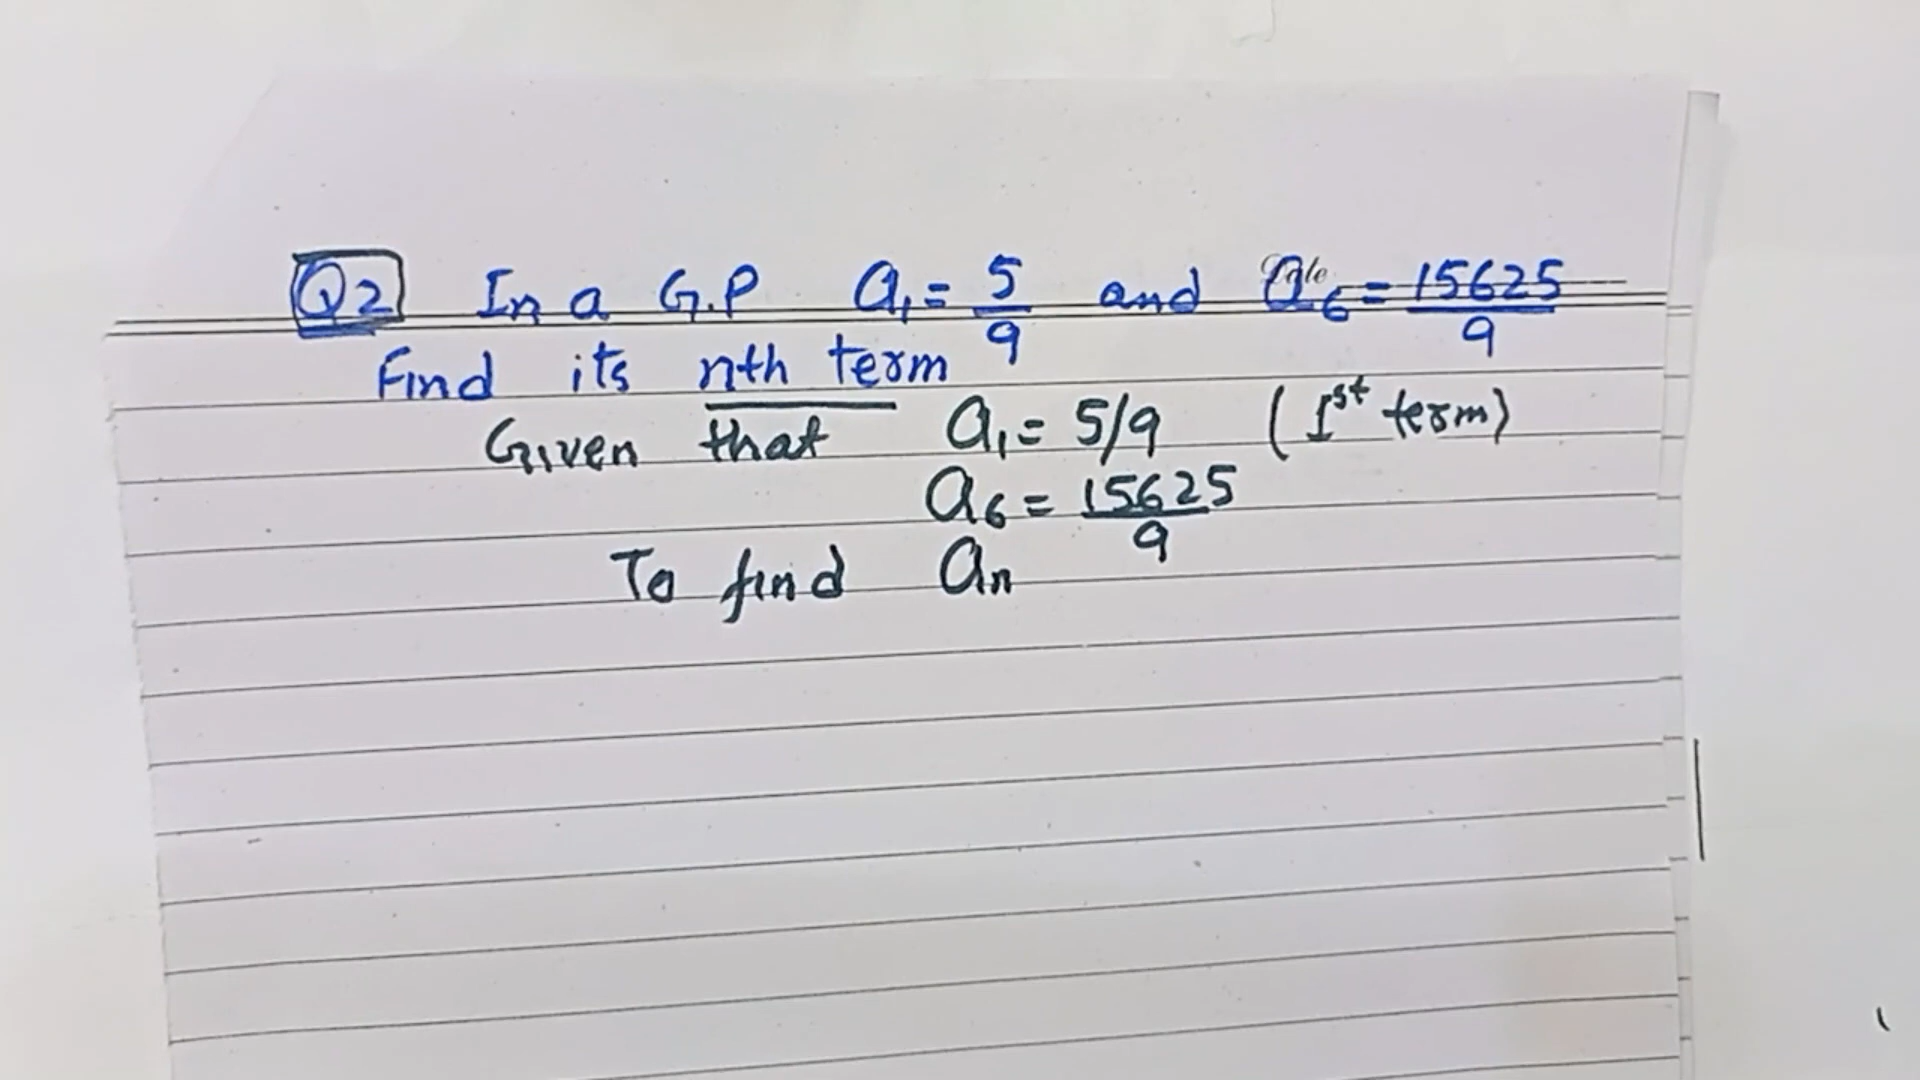 Q2 In a G.P a₁ = 5/9 and a₆ = 15625/9
Find its nth term
Given that a₁ = 5/9 (Ist term)
a₆ = 15625/9
To find an